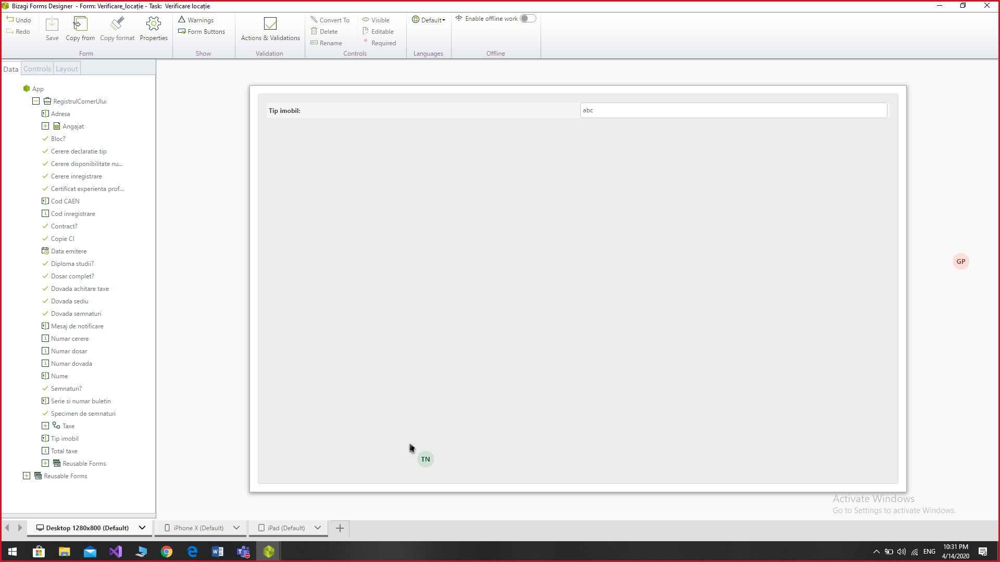 Bizagi Forms Designer - Form: Verificare_locație - Task: Verificare locație
Undo
Redo
Save
Copy from
Copy format
Properties
Form
Warnings
Form Buttons
Show
Actions & Validations
Validation
Convert To
Delete
Rename
Visible
Editable
Required
Controls
Default
Languages
Enable offline work
Offline
Data
Controls
Layout
App
RegistrulComerUlui
Adresa
Angajat
Bloc?
Cerere declaratie tip
Cerere disponibilitate nu...
Cerere inregistrare
Certificat experienta prof...
Cod CAEN
Cod inregistrare
Contract?
Copie CI
Data emitere
Diploma studii?
Dosar complet?
Dovada achitare taxe
Dovada sediu
Dovada semnaturi
Mesaj de notificare
Numar cerere
Numar dosar
Numar dovada
Nume
Semnaturi?
Serie si numar buletin
Specimen de semnaturi
Taxe
Tip imobil
Total taxe
Reusable Forms
Reusable Forms
Tip imobil:
abc
GP
TN
Activate Windows
Go to Settings to activate Windows.
Desktop 1280x800 (Default)
iPhone X (Default)
iPad (Default)
ENG
10:31 PM
4/14/2020